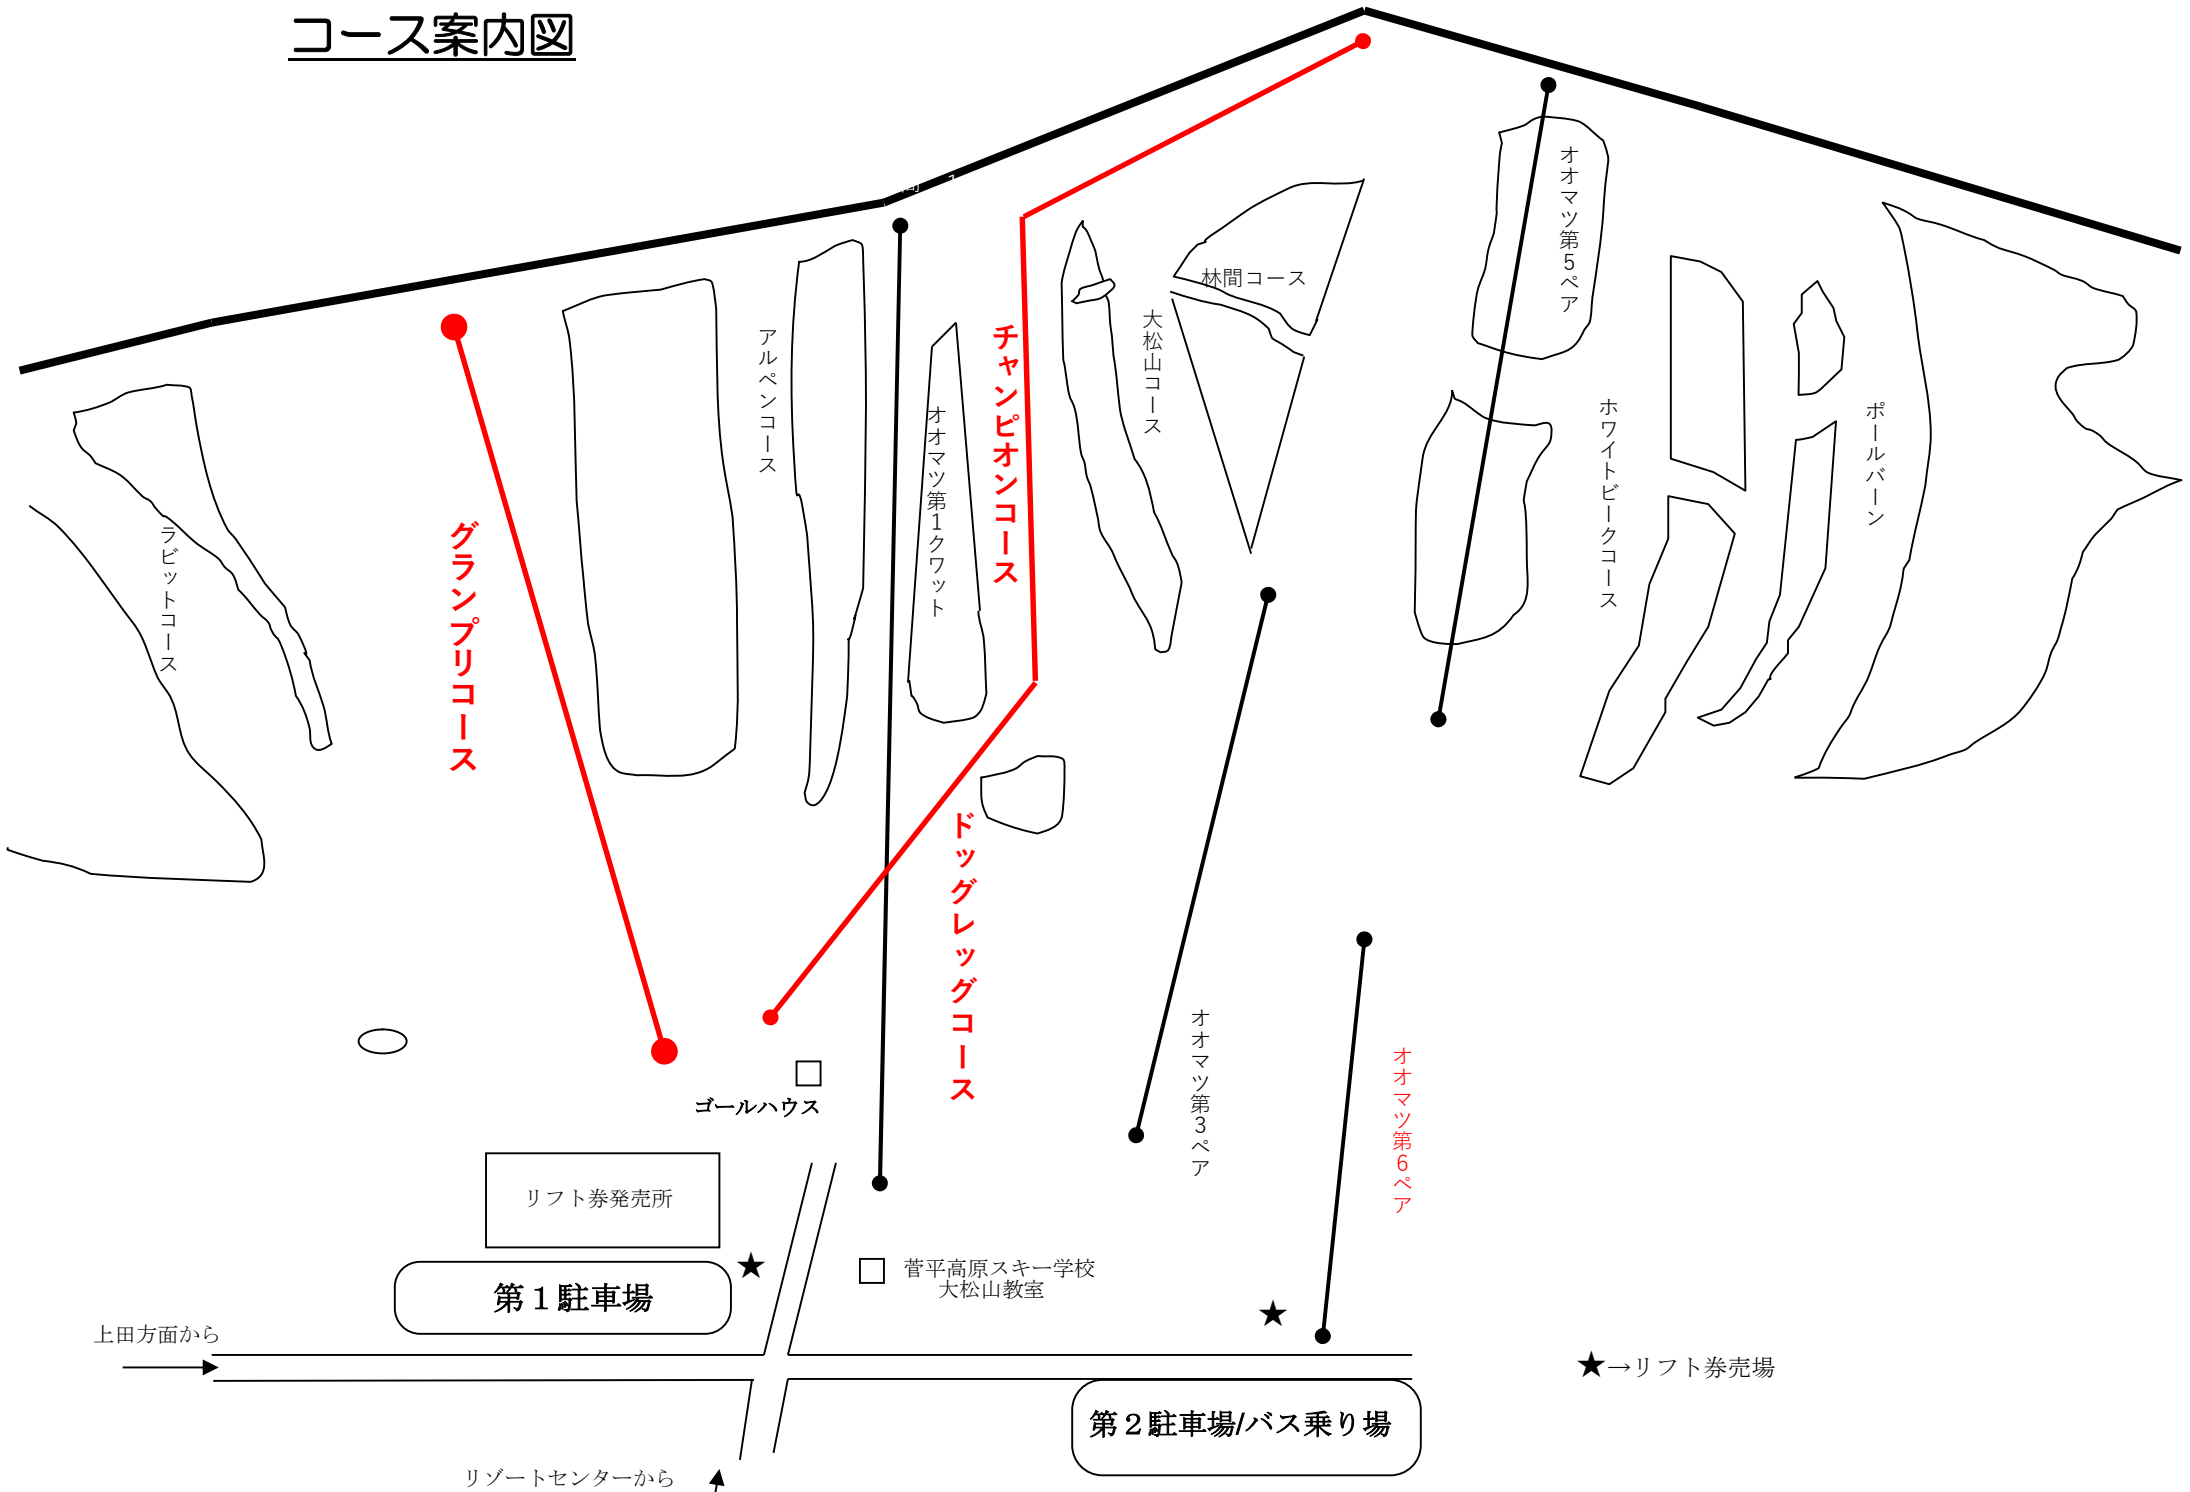 コース案内図
オオマツ第5ペア
林間コース
大松山コース
チャンピオンコース
アルペンコース
オオマツ第1クワット
ホワイトビークコース
ポールバーン
グランプリコース
ラビットコース
ドッグレッグコース
オオマツ第3ペア
オオマツ第6ペア
ゴールハウス
リフト券発売所
★
菅平高原スキー学校
大松山教室
第１駐車場
★
上田方面から
★→リフト券売場
第２駐車場/バス乗り場
リゾートセンターから